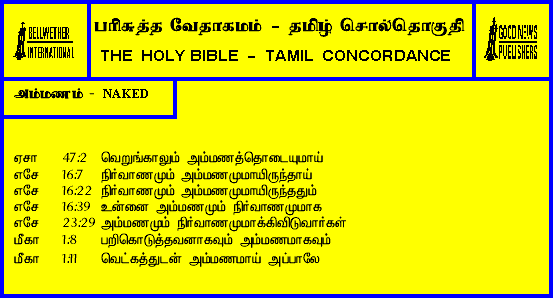 BELLWETHER
INTERNATIONAL
பரிசுத்த வேதாகமம் - தமிழ் சொல்தொகுதி
THE HOLY BIBLE - TAMIL CONCORDANCE
GOOD NEWS
PUBLISHERS
அம்மணம் - NAKED
ஏசா 47:2 வெறுங்காலும் அம்மணத்தொடையுமாய்
எசே 16:7 நிர்வாணமும் அம்மணமுமாயிருந்தாய்
எசே 16:22 நிர்வாணமும் அம்மணமுமாயிருந்ததும்
எசே 16:39 உன்னை அம்மணமும் நிர்வாணமுமாக
எசே 23:29 அம்மணமும் நிர்வாணமுமாக்கிவிடுவார்கள்
மீகா 1:8 பறிகொடுத்தவனாகவும் அம்மணமாகவும்
மீகா 1:11 வெட்கத்துடன் அம்மணமாய் அப்பாலே